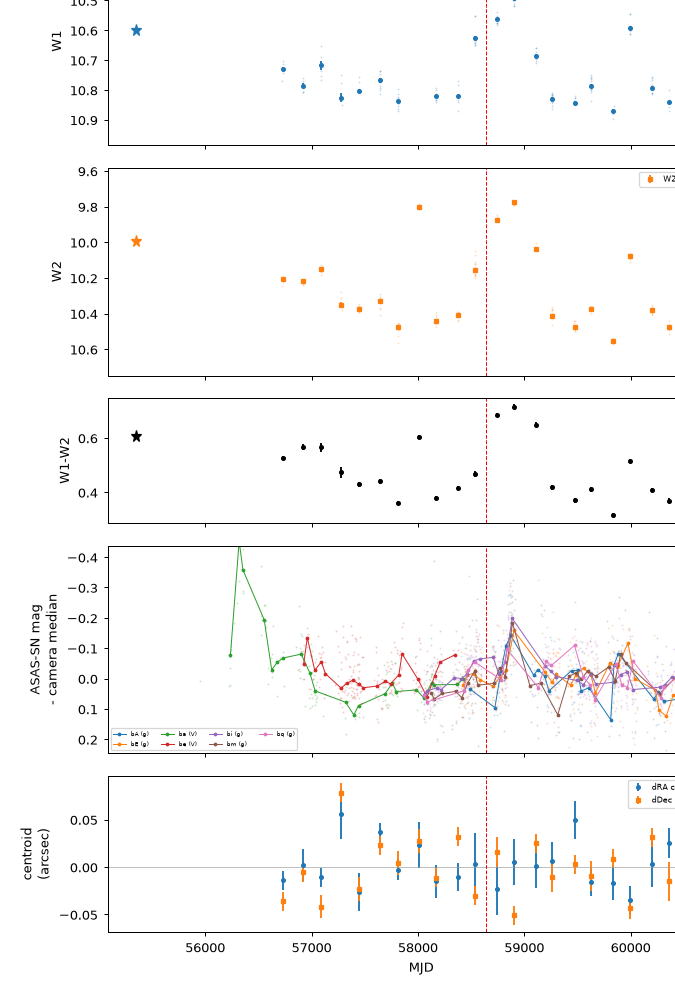 10.5
10.6
10.7
10.8
10.9
W1
9.6
9.8
10.0
10.2
10.4
10.6
W2
W2
0.6
0.4
W1-W2
−0.4
−0.3
−0.2
−0.1
0.0
0.1
0.2
ASAS-SN mag
- camera median
bA (g)
bE (g)
ba (V)
be (V)
bi (g)
bm (g)
bq (g)
0.05
0.00
−0.05
centroid
(arcsec)
dRA c
dDec
56000
57000
58000
59000
60000
MJD